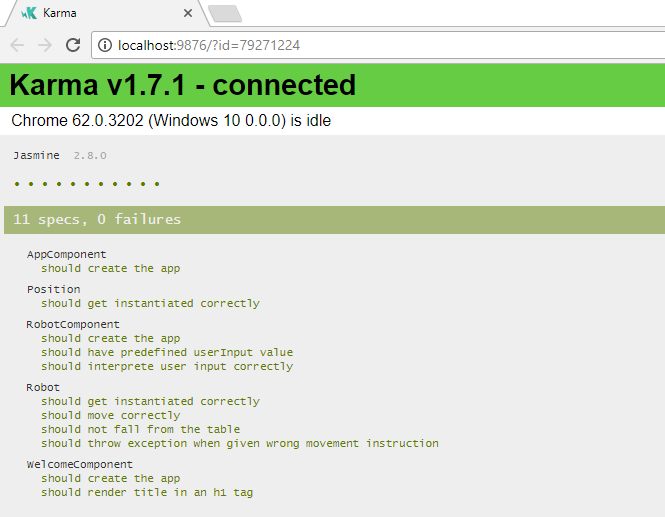 Karma
localhost:9876/?id=79271224
Karma v1.7.1 - connected
Chrome 62.0.3202 (Windows 10 0.0.0) is idle
Jasmine 2.8.0
• • • • • • • • • • •
11 specs, 0 failures
AppComponent
should create the app
Position
should get instantiated correctly
RobotComponent
should create the app
should have predefined userInput value
should interprete user input correctly
Robot
should get instantiated correctly
should move correctly
should not fall from the table
should throw exception when given wrong movement instruction
WelcomeComponent
should create the app
should render title in an h1 tag